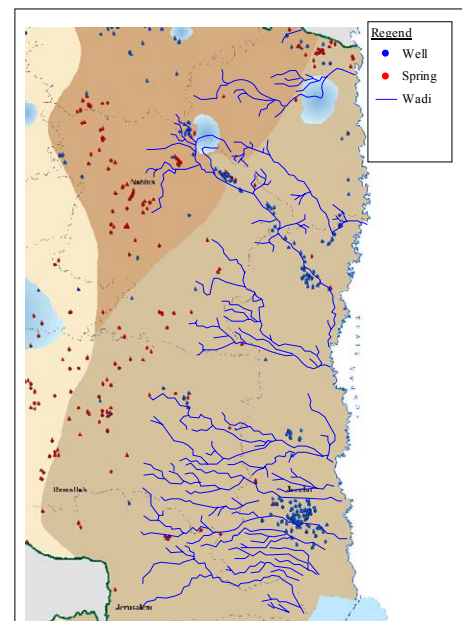 Regend
Well
Spring
Wadi
Nablus
Ramallah
Jericho
Jerusalem